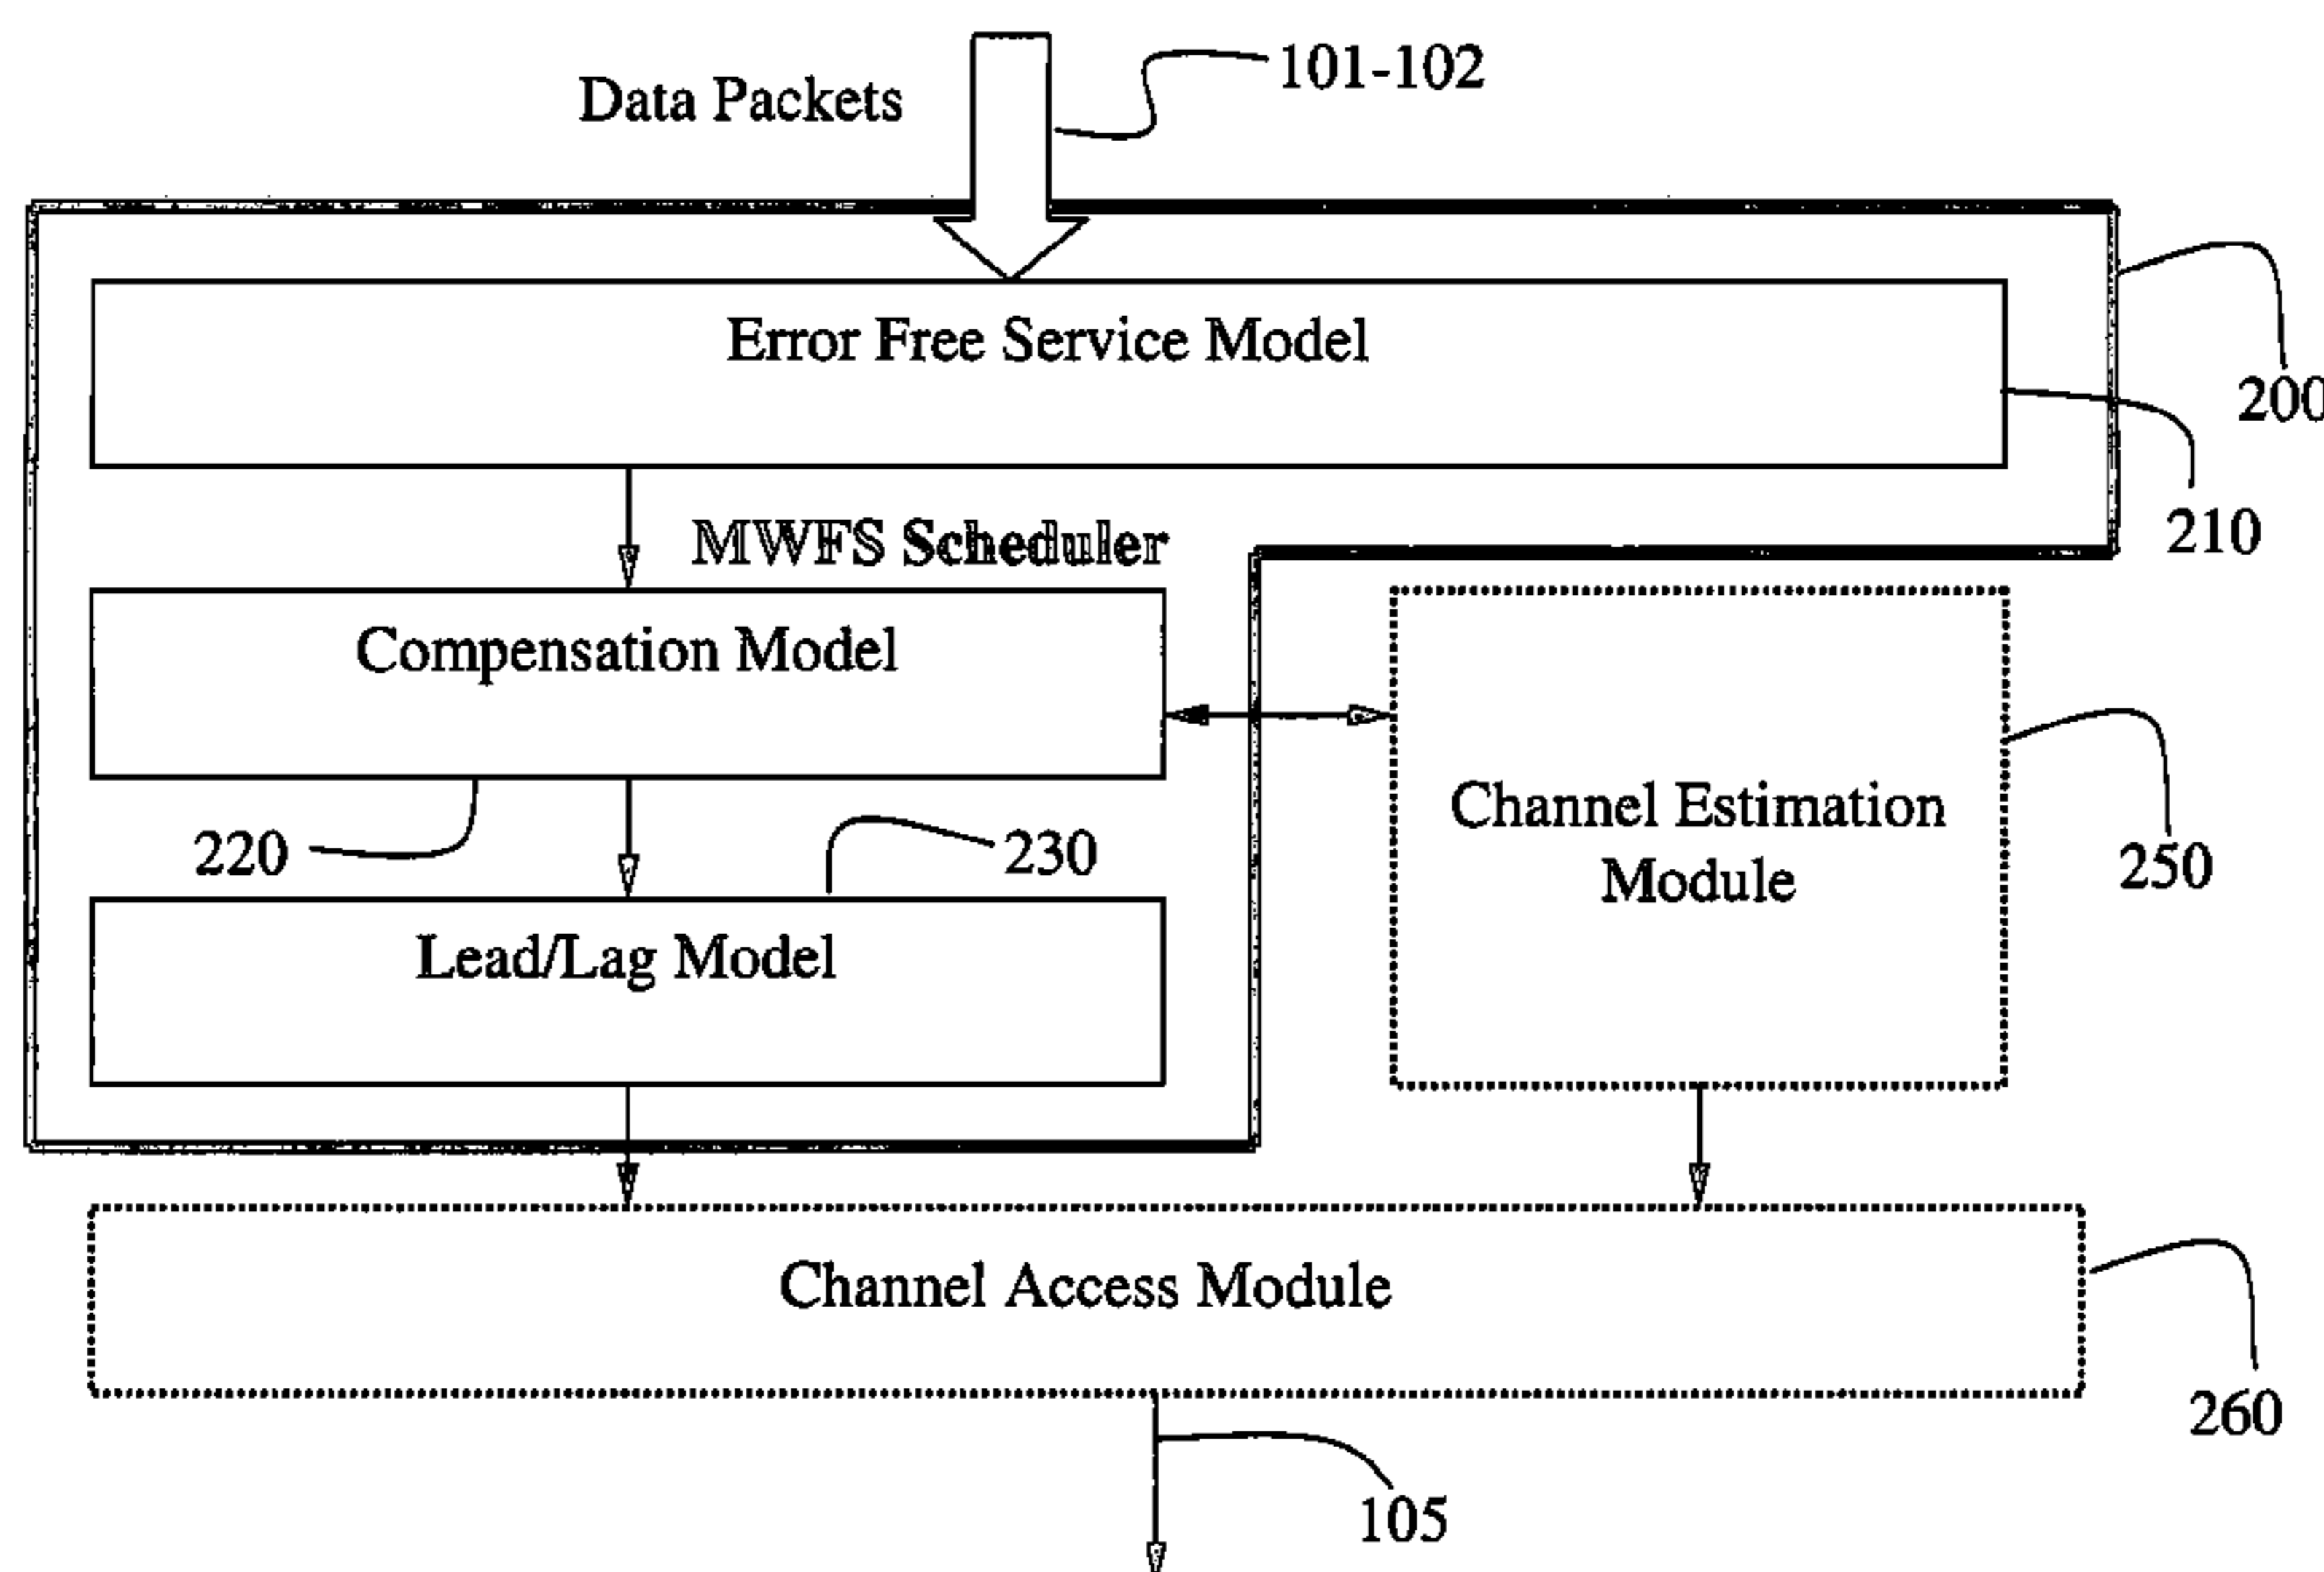 Data Packets
101-102
Error Free Service Model
200
210
MWFS Scheduler
Compensation Model
Channel Estimation
Module
220
230
250
Lead/Lag Model
Channel Access Module
260
105